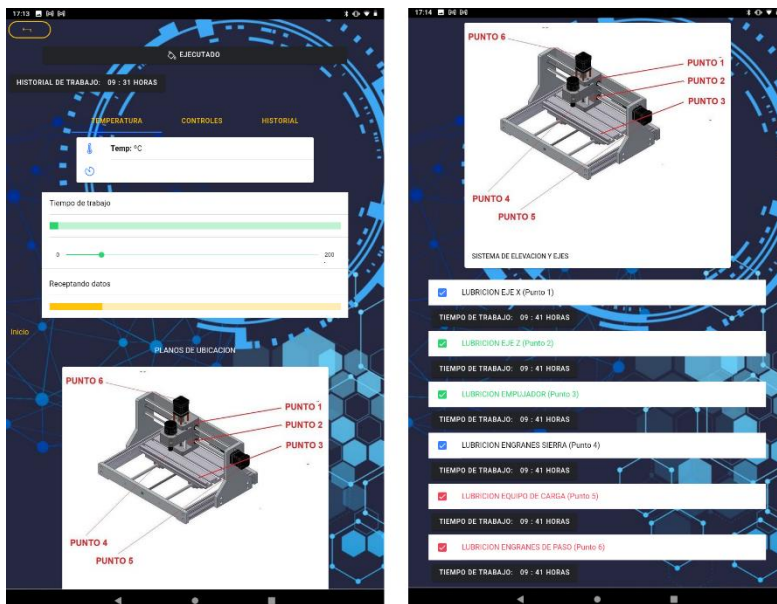 17:13
EJECUTADO
HISTORIAL DE TRABAJO: 09 : 31 HORAS
TEMPERATURA CONTROLES HISTORIAL
Temp: ºC
Tiempo de trabajo
0 200
Receptando datos
Inicio
PLANOS DE UBICACION
PUNTO 6
PUNTO 1
PUNTO 2
PUNTO 3
PUNTO 4
PUNTO 5
17:14
PUNTO 6
PUNTO 1
PUNTO 2
PUNTO 3
PUNTO 4
PUNTO 5
SISTEMA DE ELEVACION Y EJES
LUBRICION EJE X (Punto 1)
TIEMPO DE TRABAJO: 09 : 41 HORAS
LUBRICION EJE Z (Punto 2)
TIEMPO DE TRABAJO: 09 : 41 HORAS
LUBRICION EMPUJADOR (Punto 3)
TIEMPO DE TRABAJO: 09 : 41 HORAS
LUBRICION ENGRANES SIERRA (Punto 4)
TIEMPO DE TRABAJO: 09 : 41 HORAS
LUBRICION EQUIPO DE CARGA (Punto 5)
TIEMPO DE TRABAJO: 09 : 41 HORAS
LUBRICION ENGRANES DE PASO (Punto 6)
TIEMPO DE TRABAJO: 09 : 41 HORAS